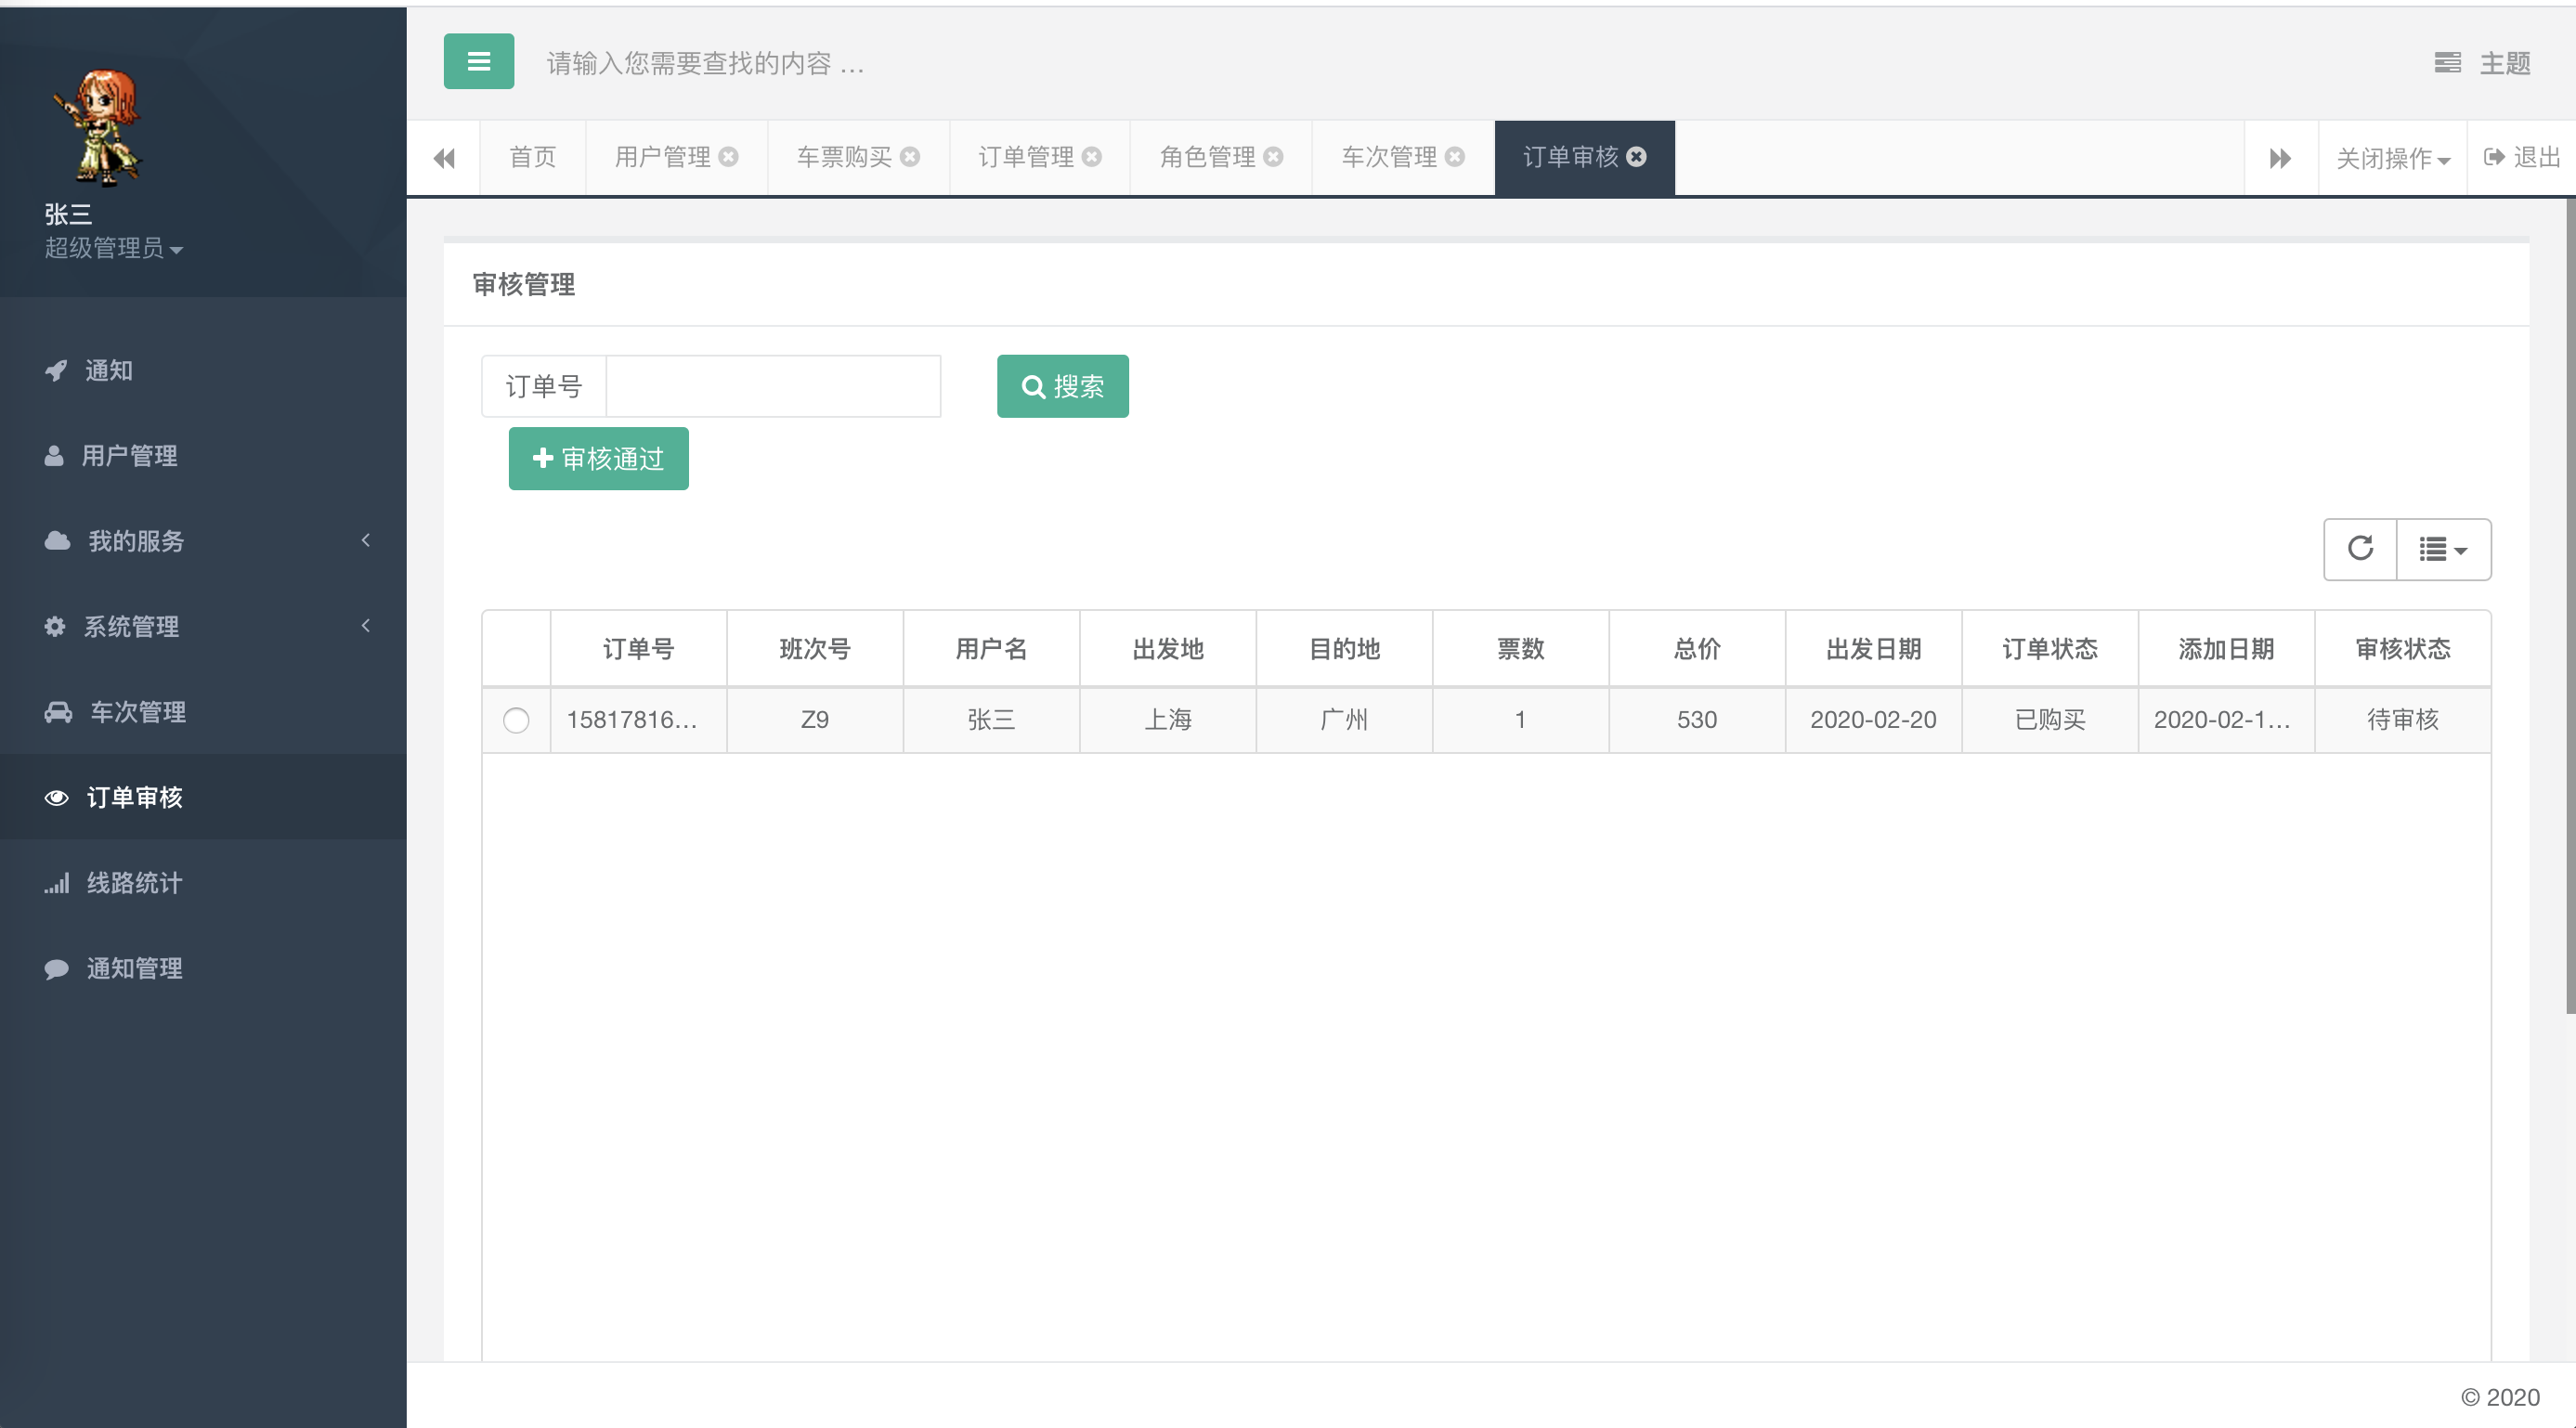 张三
超级管理员
通知
用户管理
我的服务
系统管理
车次管理
订单审核
线路统计
通知管理
请输入您需要查找的内容 …
主题
首页 用户管理 车票购买 订单管理 角色管理 车次管理 订单审核 关闭操作 退出
审核管理
订单号 搜索
审核通过
订单号 班次号 用户名 出发地 目的地 票数 总价 出发日期 订单状态 添加日期 审核状态
15817816… Z9 张三 上海 广州 1 530 2020-02-20 已购买 2020-02-1… 待审核
© 2020